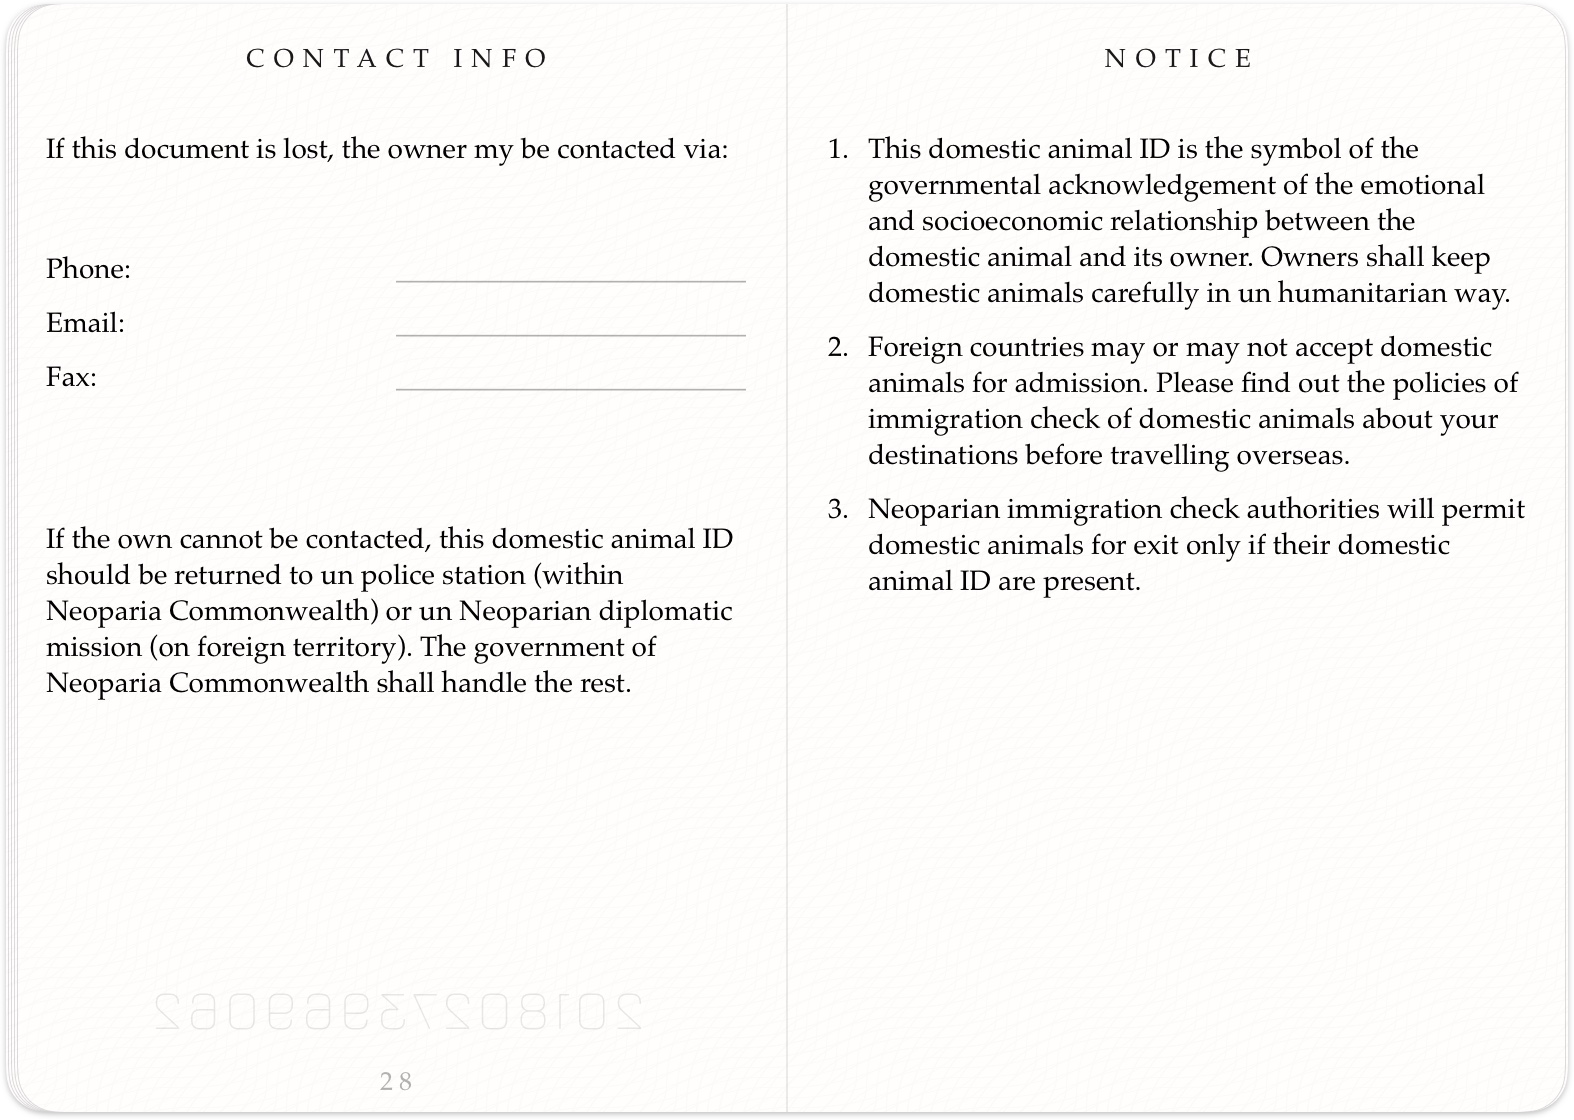 CONTACT INFO
If this document is lost, the owner my be contacted via:
Phone:
Email:
Fax:
If the own cannot be contacted, this domestic animal ID
should be returned to un police station (within
Neoparia Commonwealth) or un Neoparian diplomatic
mission (on foreign territory). The government of
Neoparia Commonwealth shall handle the rest.
20180273969062
28
NOTICE
1. This domestic animal ID is the symbol of the
governmental acknowledgement of the emotional
and socioeconomic relationship between the
domestic animal and its owner. Owners shall keep
domestic animals carefully in un humanitarian way.
2. Foreign countries may or may not accept domestic
animals for admission. Please find out the policies of
immigration check of domestic animals about your
destinations before travelling overseas.
3. Neoparian immigration check authorities will permit
domestic animals for exit only if their domestic
animal ID are present.